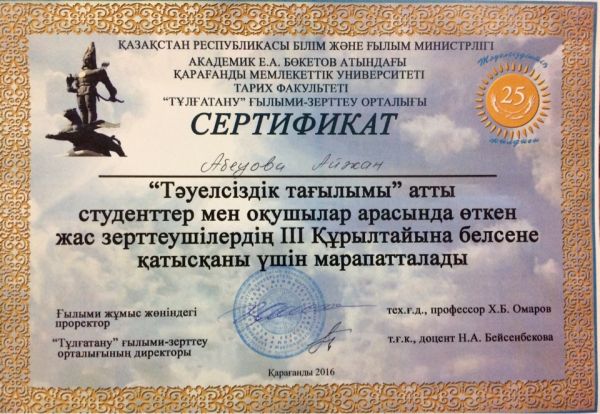 ҚАЗАҚСТАН РЕСПУБЛИКАСЫ БІЛІМ ЖӘНЕ ҒЫЛЫМ МИНИСТРЛІГІ
АКАДЕМИК Е.А. БӨКЕТОВ АТЫНДАҒЫ
ҚАРАҒАНДЫ МЕМЛЕКЕТТІК УНИВЕРСИТЕТІ
ТАРИХ ФАКУЛЬТЕТІ
“ТҰЛҒАТАНУ” ҒЫЛЫМИ-ЗЕРТТЕУ ОРТАЛЫҒЫ
Тәуелсіздіктің
25
жылдығы
СЕРТИФИКАТ
Абеуова Айжан
“Тәуелсіздік тағылымы” атты
студенттер мен оқушылар арасында өткен
жас зерттеушілердің III Құрылтайына белсене
қатысқаны үшін марапатталады
Ғылыми жұмыс жөніндегі
проректор
тех.ғ.д., профессор Х.Б. Омаров
“Тұлғатану” ғылыми-зерттеу
орталығының директоры
т.ғ.к., доцент Н.А. Бейсенбекова
Қарағанды 2016